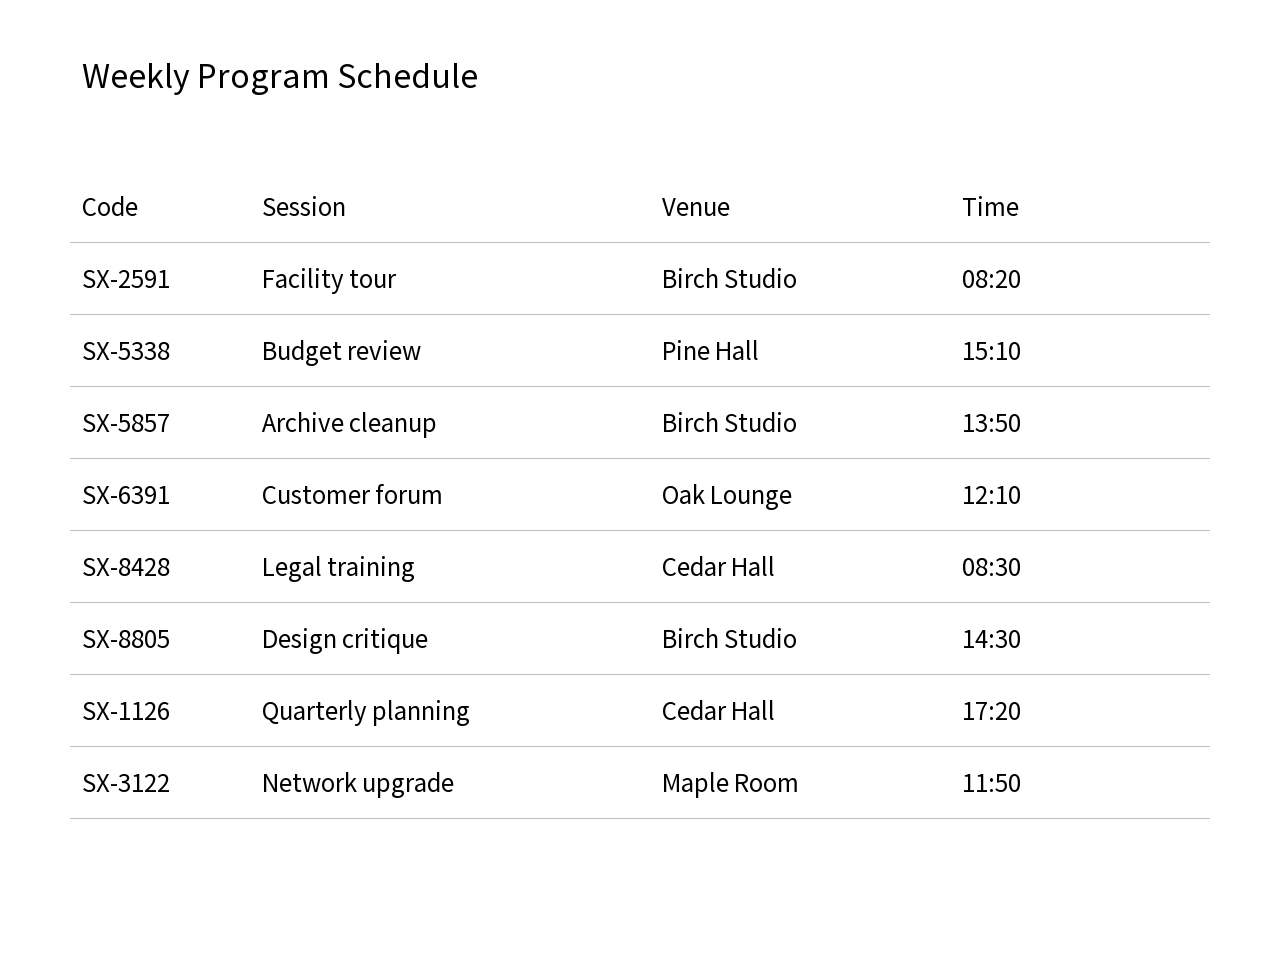 Weekly Program Schedule
Code Session Venue Time
SX-2591 Facility tour Birch Studio 08:20
SX-5338 Budget review Pine Hall 15:10
SX-5857 Archive cleanup Birch Studio 13:50
SX-6391 Customer forum Oak Lounge 12:10
SX-8428 Legal training Cedar Hall 08:30
SX-8805 Design critique Birch Studio 14:30
SX-1126 Quarterly planning Cedar Hall 17:20
SX-3122 Network upgrade Maple Room 11:50